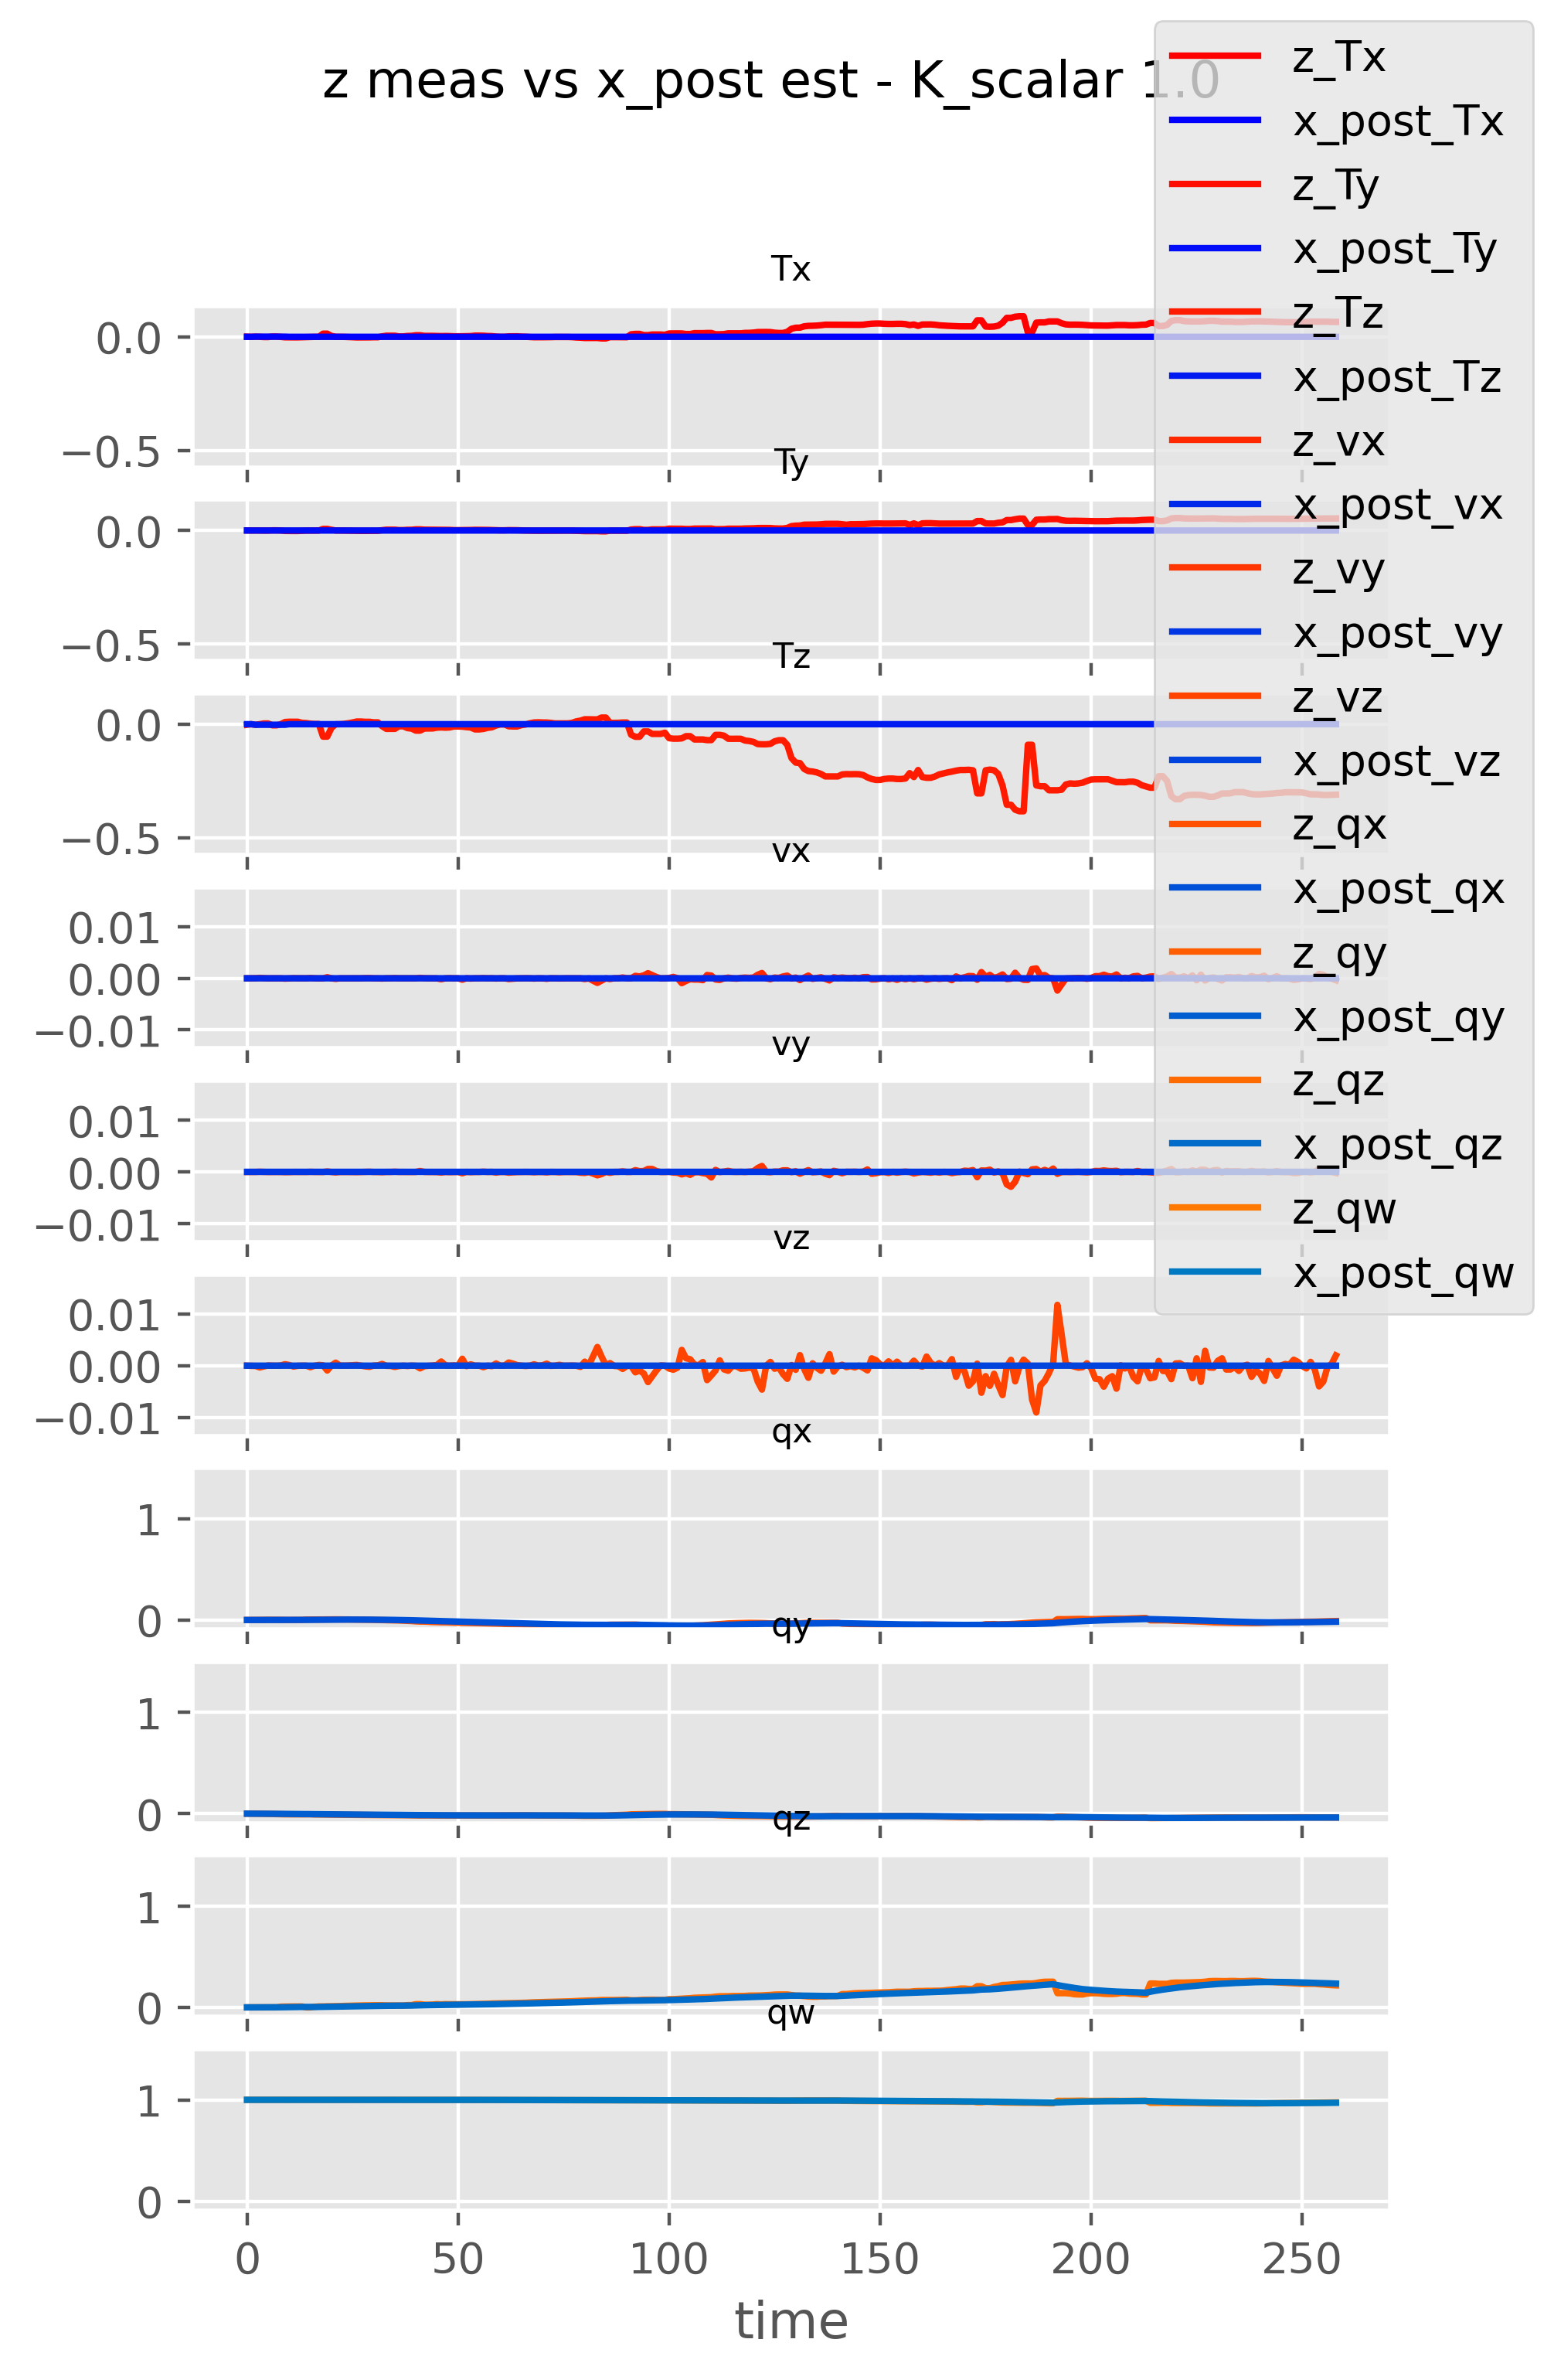 z meas vs x_post est - K_scalar 1.0
z_Tx
x_post_Tx
z_Ty
x_post_Ty
z_Tz
x_post_Tz
z_vx
x_post_vx
z_vy
x_post_vy
z_vz
x_post_vz
z_qx
x_post_qx
z_qy
x_post_qy
z_qz
x_post_qz
z_qw
x_post_qw
Tx
0.0
−0.5
Ty
0.0
−0.5
Tz
0.0
−0.5
vx
0.01
0.00
−0.01
vy
0.01
0.00
−0.01
vz
0.01
0.00
−0.01
qx
1
0
qy
1
0
qz
1
0
qw
1
0
0 50 100 150 200 250
time